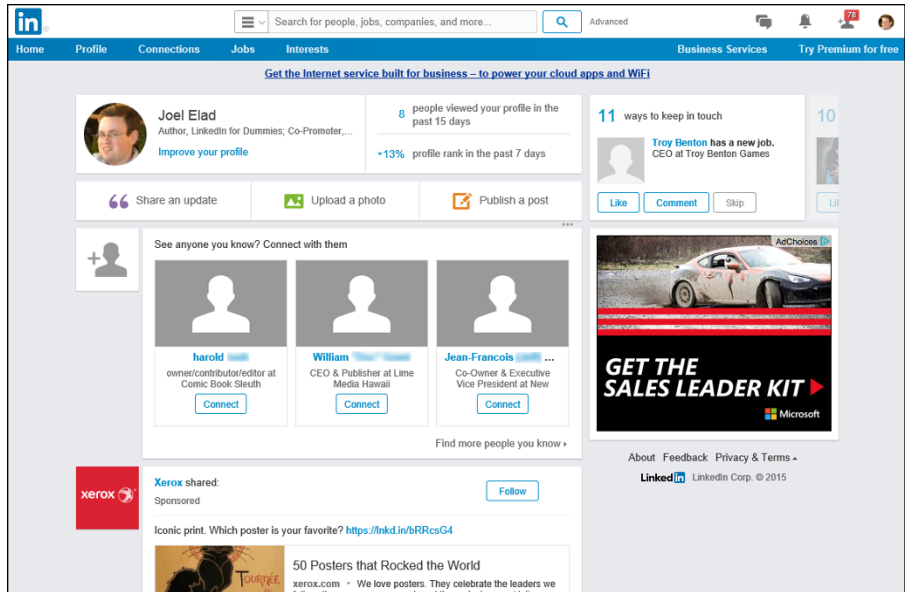 in
Search for people, jobs, companies, and more...
Advanced
78
Home Profile Connections Jobs Interests Business Services Try Premium for free
Get the Internet service built for business – to power your cloud apps and WiFi
Joel Elad
Author, LinkedIn for Dummies; Co-Promoter,...
Improve your profile
8 people viewed your profile in the
past 15 days
13% profile rank in the past 7 days
11 ways to keep in touch
10
Troy Benton has a new job.
CEO at Troy Benton Games
Like Comment Skip
Share an update Upload a photo Publish a post
See anyone you know? Connect with them
harold
owner/contributor/editor at
Comic Book Sleuth
Connect
William
CEO & Publisher at Lime
Media Hawaii
Connect
Jean-Francois ...
Co-Owner & Executive
Vice President at New
Connect
Find more people you know
AdChoices
GET THE
SALES LEADER KIT
Microsoft
About Feedback Privacy & Terms
Linked in LinkedIn Corp. © 2015
xerox
Xerox shared:
Sponsored
Follow
Iconic print. Which poster is your favorite? https://lnkd.in/bRRcsG4
TOURNÉE
50 Posters that Rocked the World
xerox.com • We love posters. They celebrate the leaders we